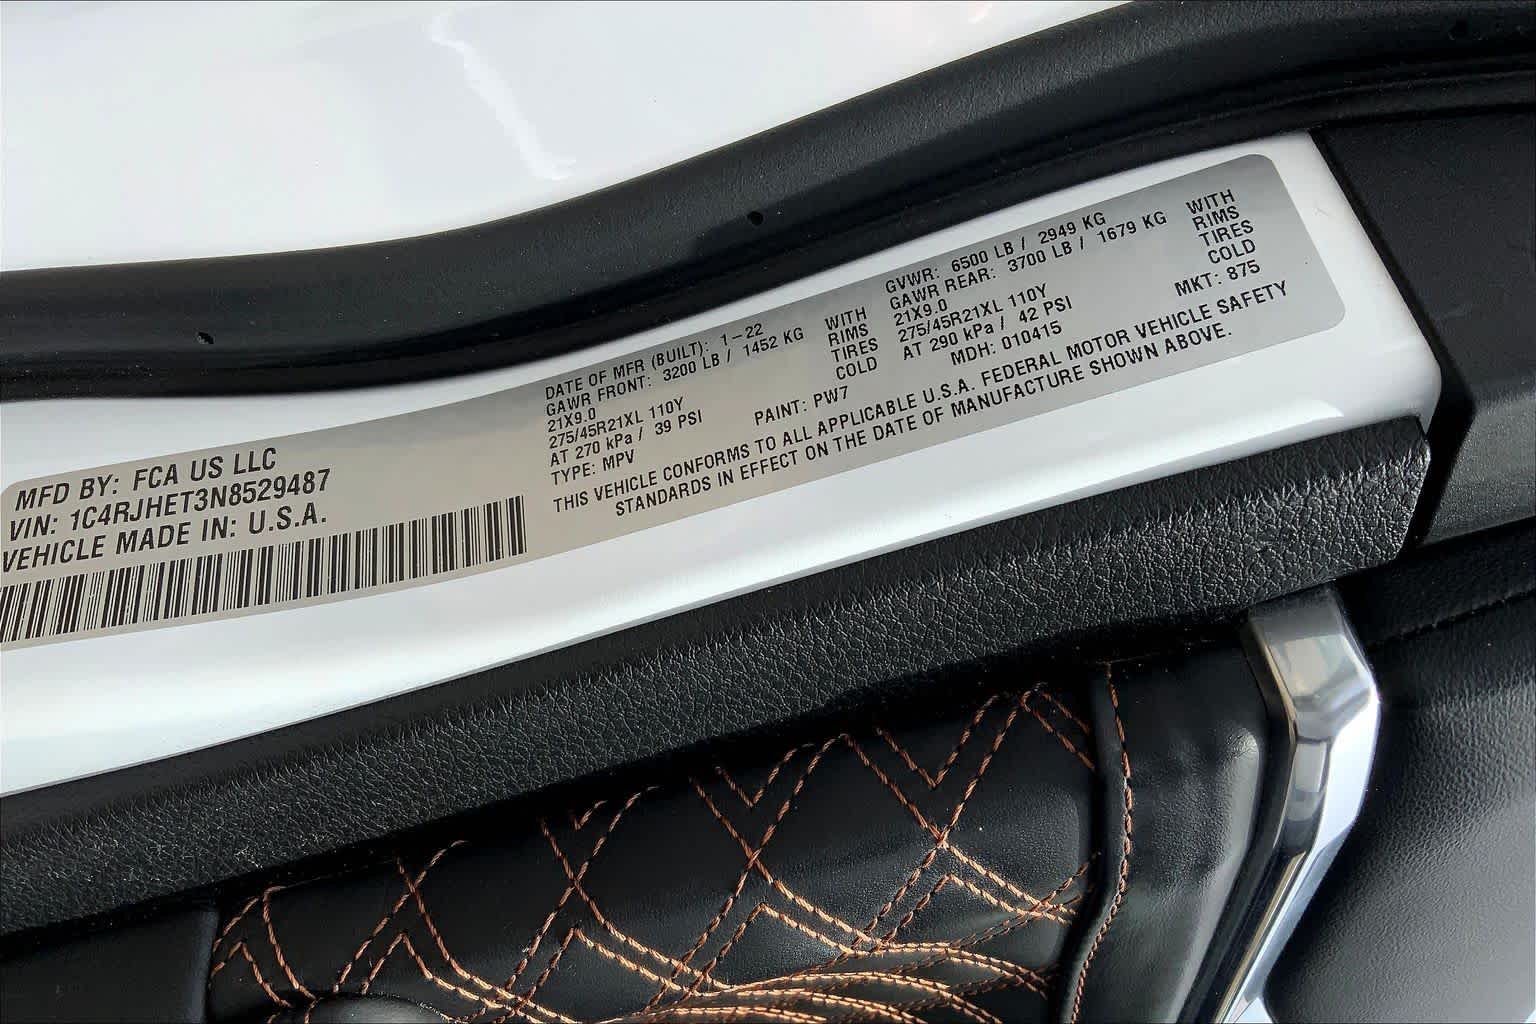 MFD BY: FCA US LLC
VIN: 1C4RJHET3N8529487
VEHICLE MADE IN: U.S.A.
DATE OF MFR (BUILT): 1-22
GAWR FRONT: 3200 LB / 1452 KG WITH
21X9.0 RIMS
275/45R21XL 110Y TIRES
AT 270 kPa / 39 PSI COLD
TYPE: MPV PAINT: PW7
GVWR: 6500 LB / 2949 KG
GAWR REAR: 3700 LB / 1679 KG WITH
21X9.0 RIMS
275/45R21XL 110Y TIRES
AT 290 kPa / 42 PSI COLD
MDH: 010415 MKT: 875
THIS VEHICLE CONFORMS TO ALL APPLICABLE U.S.A. FEDERAL MOTOR VEHICLE SAFETY
STANDARDS IN EFFECT ON THE DATE OF MANUFACTURE SHOWN ABOVE.